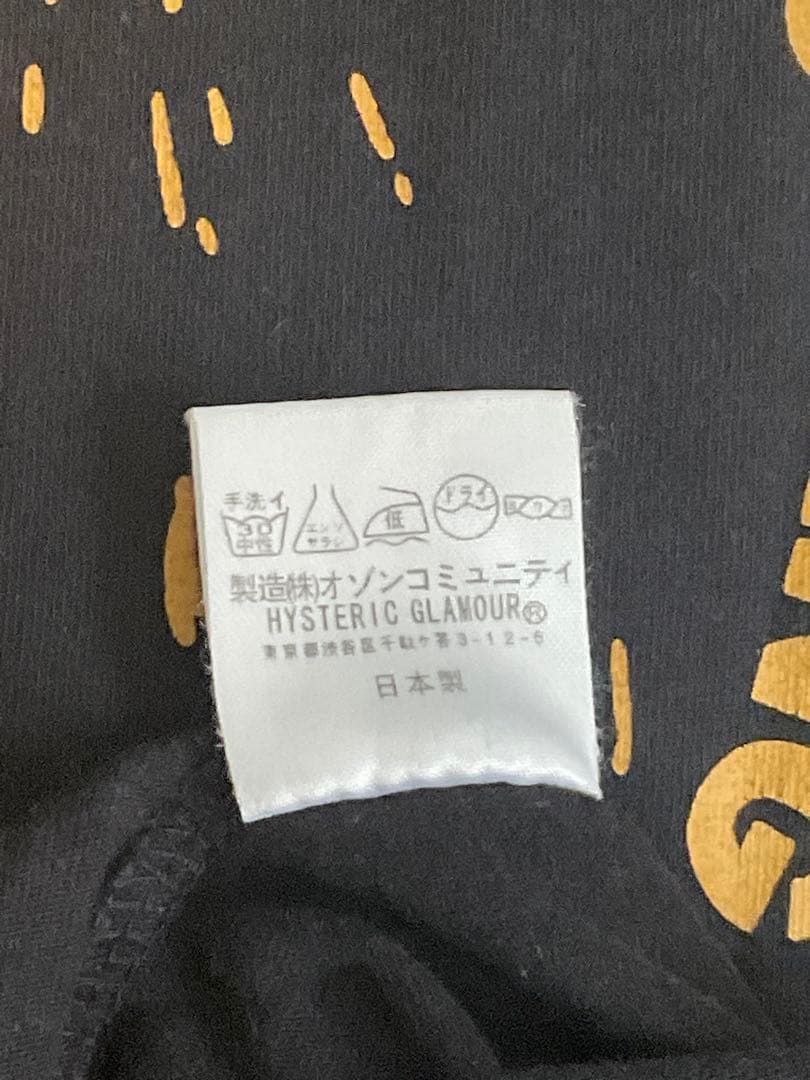 手洗イ
30
中性
エンソ
サラシ
低
ドライ
製造(株)オゾンコミュニティ
HYSTERIC GLAMOUR®
東京都渋谷区千駄ケ谷3-12-6
日本製